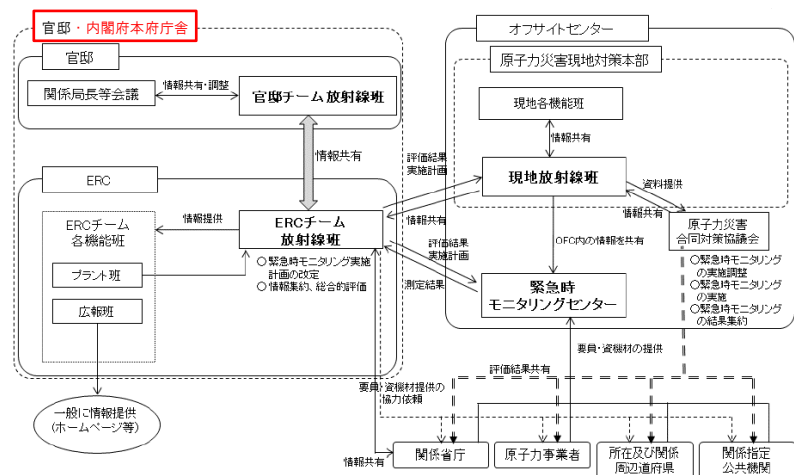 官邸・内閣府本府庁舎
官邸
関係局長等会議
情報共有・調整
官邸チーム放射線班
情報共有
ERC
ERCチーム
各機能班
プラント班
広報班
情報提供
ERCチーム
放射線班
○緊急時モニタリング実施
計画の改定
○情報集約、総合的評価
一般に情報提供
(ホームページ等)
オフサイトセンター
原子力災害現地対策本部
現地各機能班
情報共有
評価結果
実施計画
現地放射線班
情報共有
資料提供
情報共有
原子力災害
合同対策協議会
OFC内の情報を共有
評価結果
実施計画
測定結果
緊急時
モニタリングセンター
○緊急時モニタリング
の実施調整
○緊急時モニタリング
の実施
○緊急時モニタリング
の結果集約
要員・資機材の提供
評価結果共有
要員・資機材提供の
協力依頼
情報共有
関係省庁
原子力事業者
所在及び関係
周辺道府県
関係指定
公共機関